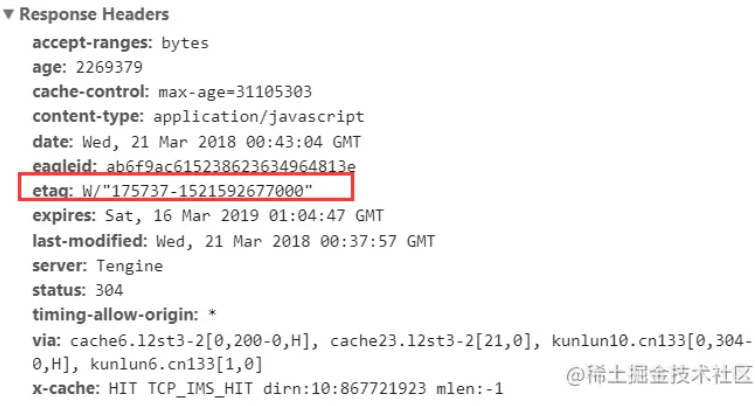 ▼ Response Headers
accept-ranges: bytes
age: 2269379
cache-control: max-age=31105303
content-type: application/javascript
date: Wed, 21 Mar 2018 00:43:04 GMT
eagleid: ab6f9ac615238623634964813e
etag: W/"175737-1521592677000"
expires: Sat, 16 Mar 2019 01:04:47 GMT
last-modified: Wed, 21 Mar 2018 00:37:57 GMT
server: Tengine
status: 304
timing-allow-origin: *
via: cache6.l2st3-2[0,200-0,H], cache23.l2st3-2[21,0], kunlun10.cn133[0,304-
0,H], kunlun6.cn133[1,0]
x-cache: HIT TCP_IMS_HIT dirn:10:867721923 mlen:-1
@稀土掘金技术社区